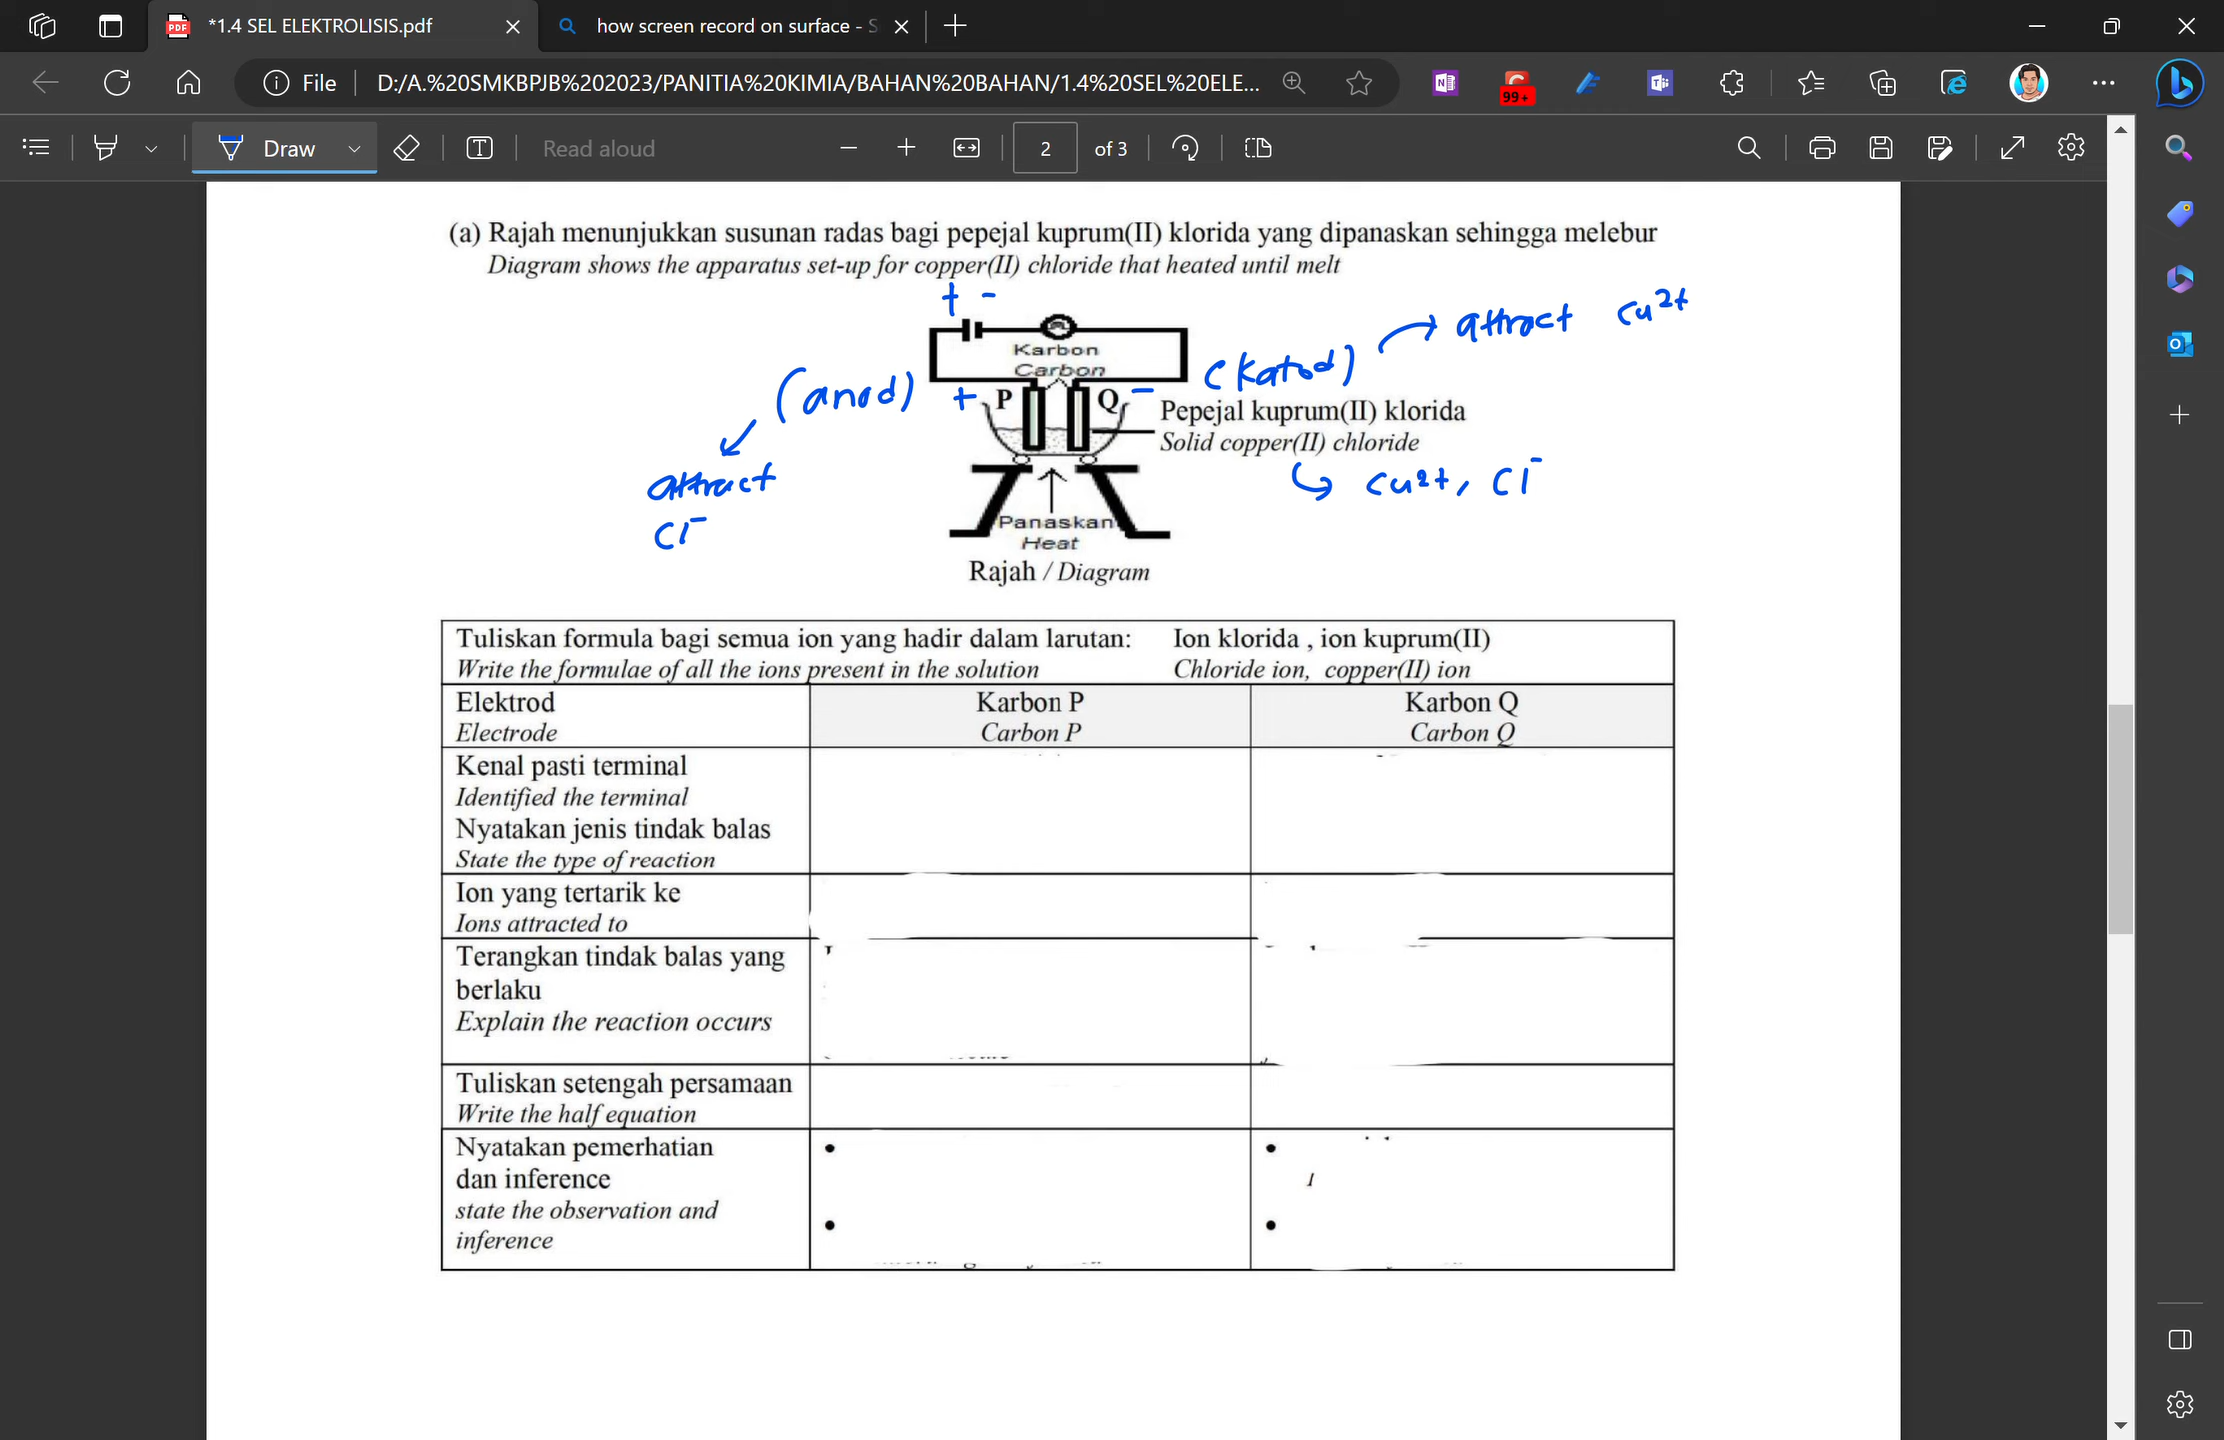 *1.4 SEL ELEKTROLISIS.pdf
how screen record on surface - S
File
D:/A.%20SMKBPJB%202023/PANITIA%20KIMIA/BAHAN%20BAHAN/1.4%20SEL%20ELE...
99+
Draw
Read aloud
2 of 3
(a) Rajah menunjukkan susunan radas bagi pepejal kuprum(II) klorida yang dipanaskan sehingga melebur
Diagram shows the apparatus set-up for copper(II) chloride that heated until melt
+ -
attract Cu²⁺
Karbon
Carbon
(katod)
(anod)
+ P Q -
Pepejal kuprum(II) klorida
Solid copper(II) chloride
attract
Cl⁻
Cu²⁺, Cl⁻
Panaskan
Heat
Rajah / Diagram
Tuliskan formula bagi semua ion yang hadir dalam larutan: Ion klorida , ion kuprum(II)
Write the formulae of all the ions present in the solution Chloride ion, copper(II) ion
Elektrod Karbon P Karbon Q
Electrode Carbon P Carbon Q
Kenal pasti terminal
Identified the terminal
Nyatakan jenis tindak balas
State the type of reaction
Ion yang tertarik ke
Ions attracted to
Terangkan tindak balas yang
berlaku
Explain the reaction occurs
Tuliskan setengah persamaan
Write the half equation
Nyatakan pemerhatian
dan inference
state the observation and
inference